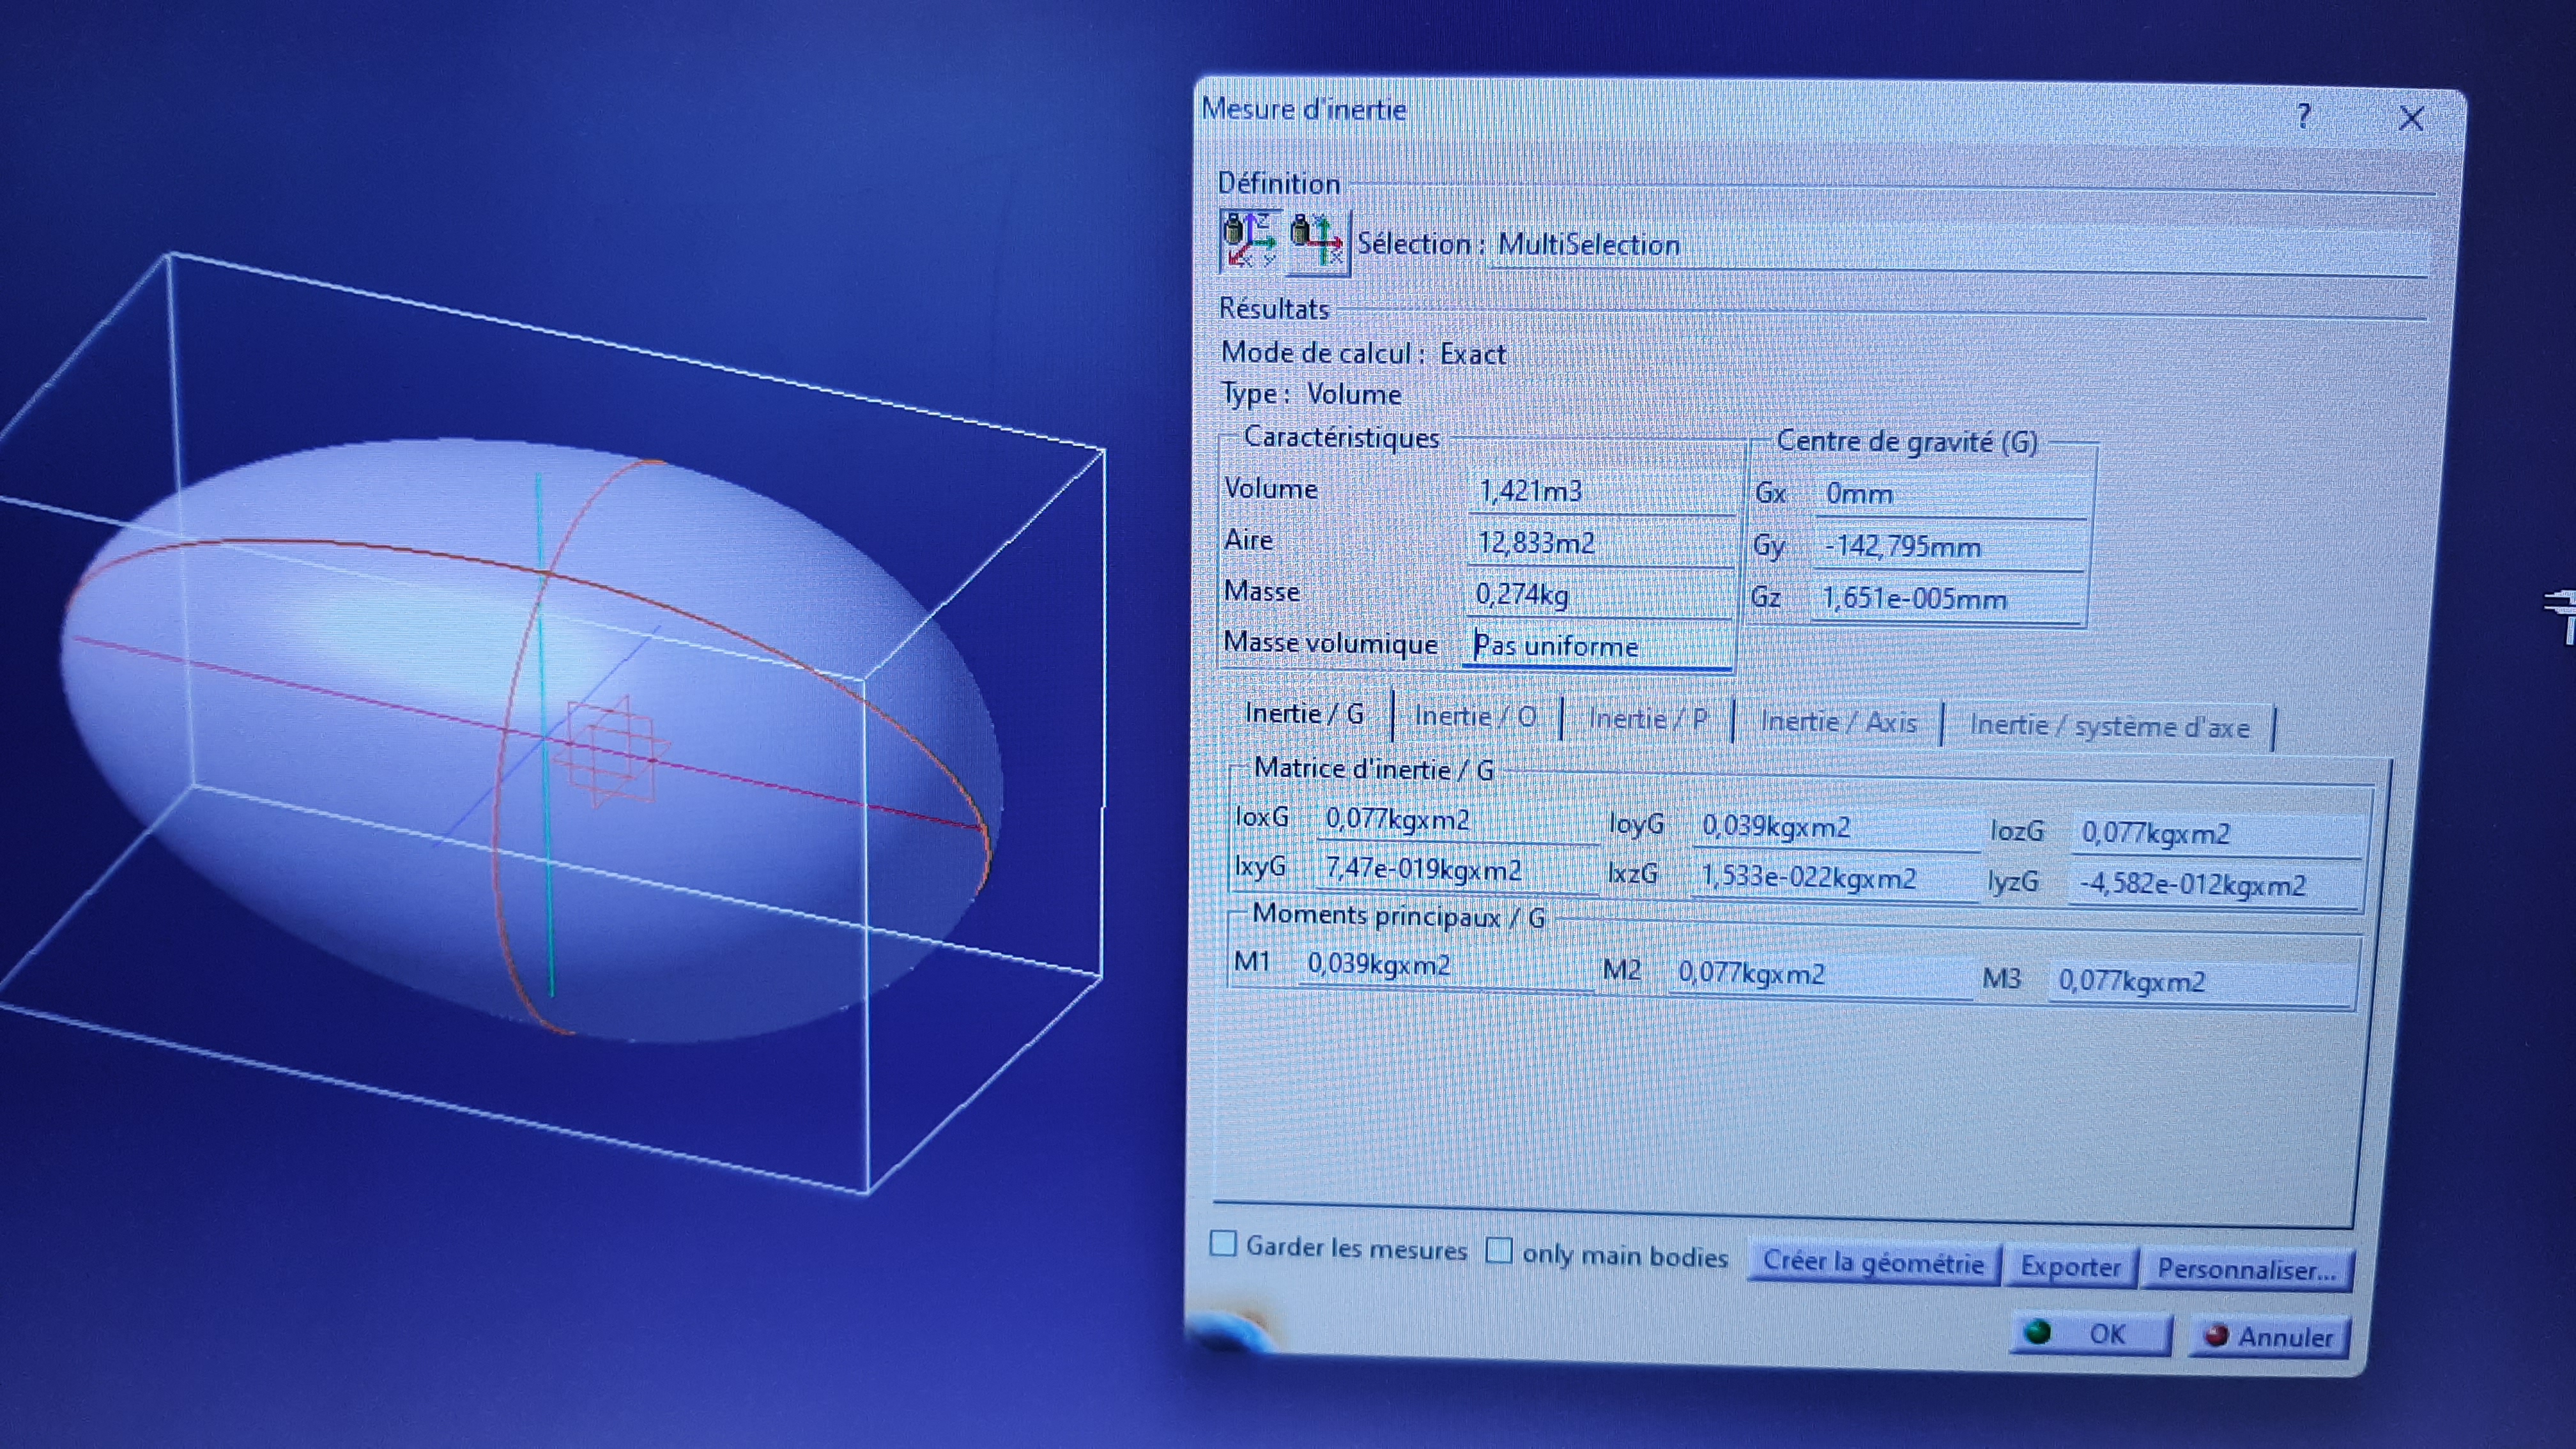 Mesure d'inertie ?
Définition
Sélection : MultiSelection
Résultats
Mode de calcul : Exact
Type : Volume
Caractéristiques
Volume 1,421m3
Aire 12,833m2
Masse 0,274kg
Masse volumique Pas uniforme
Centre de gravité (G)
Gx 0mm
Gy -142,795mm
Gz 1,651e-005mm
Inertie / G Inertie / O Inertie / P Inertie / Axis Inertie / système d'axe
Matrice d'inertie / G
IoxG 0,077kgxm2 IoyG 0,039kgxm2 IozG 0,077kgxm2
IxyG 7,47e-019kgxm2 IxzG 1,533e-022kgxm2 IyzG -4,582e-012kgxm2
Moments principaux / G
M1 0,039kgxm2 M2 0,077kgxm2 M3 0,077kgxm2
Garder les mesures only main bodies Créer la géométrie Exporter Personnaliser...
OK Annuler